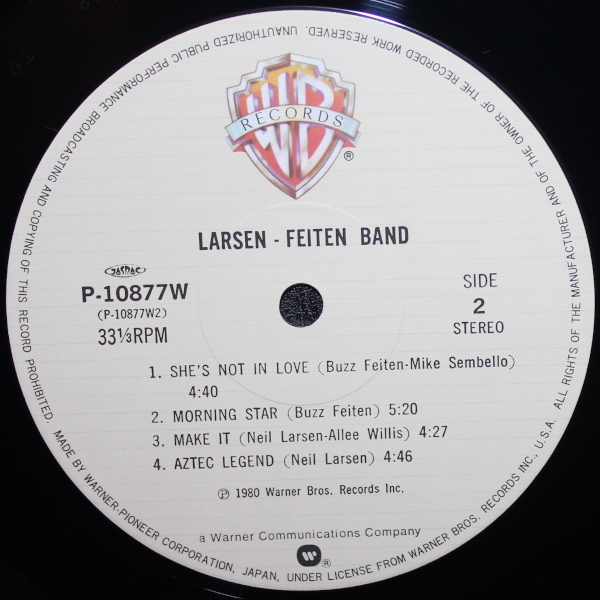 WB
RECORDS
®
LARSEN - FEITEN BAND
JASRAC
P-10877W
(P-10877W2)
33⅓RPM
SIDE
2
STEREO
1. SHE'S NOT IN LOVE (Buzz Feiten-Mike Sembello)
4:40
2. MORNING STAR (Buzz Feiten) 5:20
3. MAKE IT (Neil Larsen-Allee Willis) 4:27
4. AZTEC LEGEND (Neil Larsen) 4:46
℗ 1980 Warner Bros. Records Inc.
a Warner Communications Company
®
MADE BY WARNER-PIONEER CORPORATION, JAPAN, UNDER LICENSE FROM WARNER BROS. RECORDS INC., U.S.A. ALL RIGHTS OF THE MANUFACTURER AND OF THE OWNER OF THE RECORDED WORK RESERVED. UNAUTHORIZED PUBLIC PERFORMANCE BROADCASTING AND COPYING OF THIS RECORD PROHIBITED.